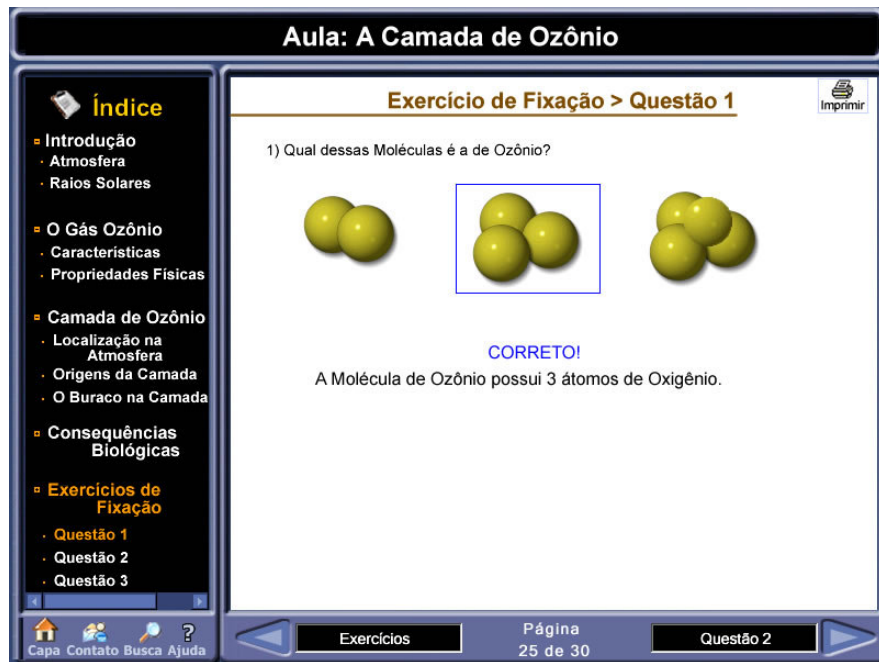 Aula: A Camada de Ozônio
Índice
Introdução
Atmosfera
Raios Solares
O Gás Ozônio
Características
Propriedades Físicas
Camada de Ozônio
Localização na
Atmosfera
Origens da Camada
O Buraco na Camada
Consequências
Biológicas
Exercícios de
Fixação
Questão 1
Questão 2
Questão 3
Capa Contato Busca Ajuda
Exercício de Fixação > Questão 1
Imprimir
1) Qual dessas Moléculas é a de Ozônio?
CORRETO!
A Molécula de Ozônio possui 3 átomos de Oxigênio.
Exercícios
Página
25 de 30
Questão 2